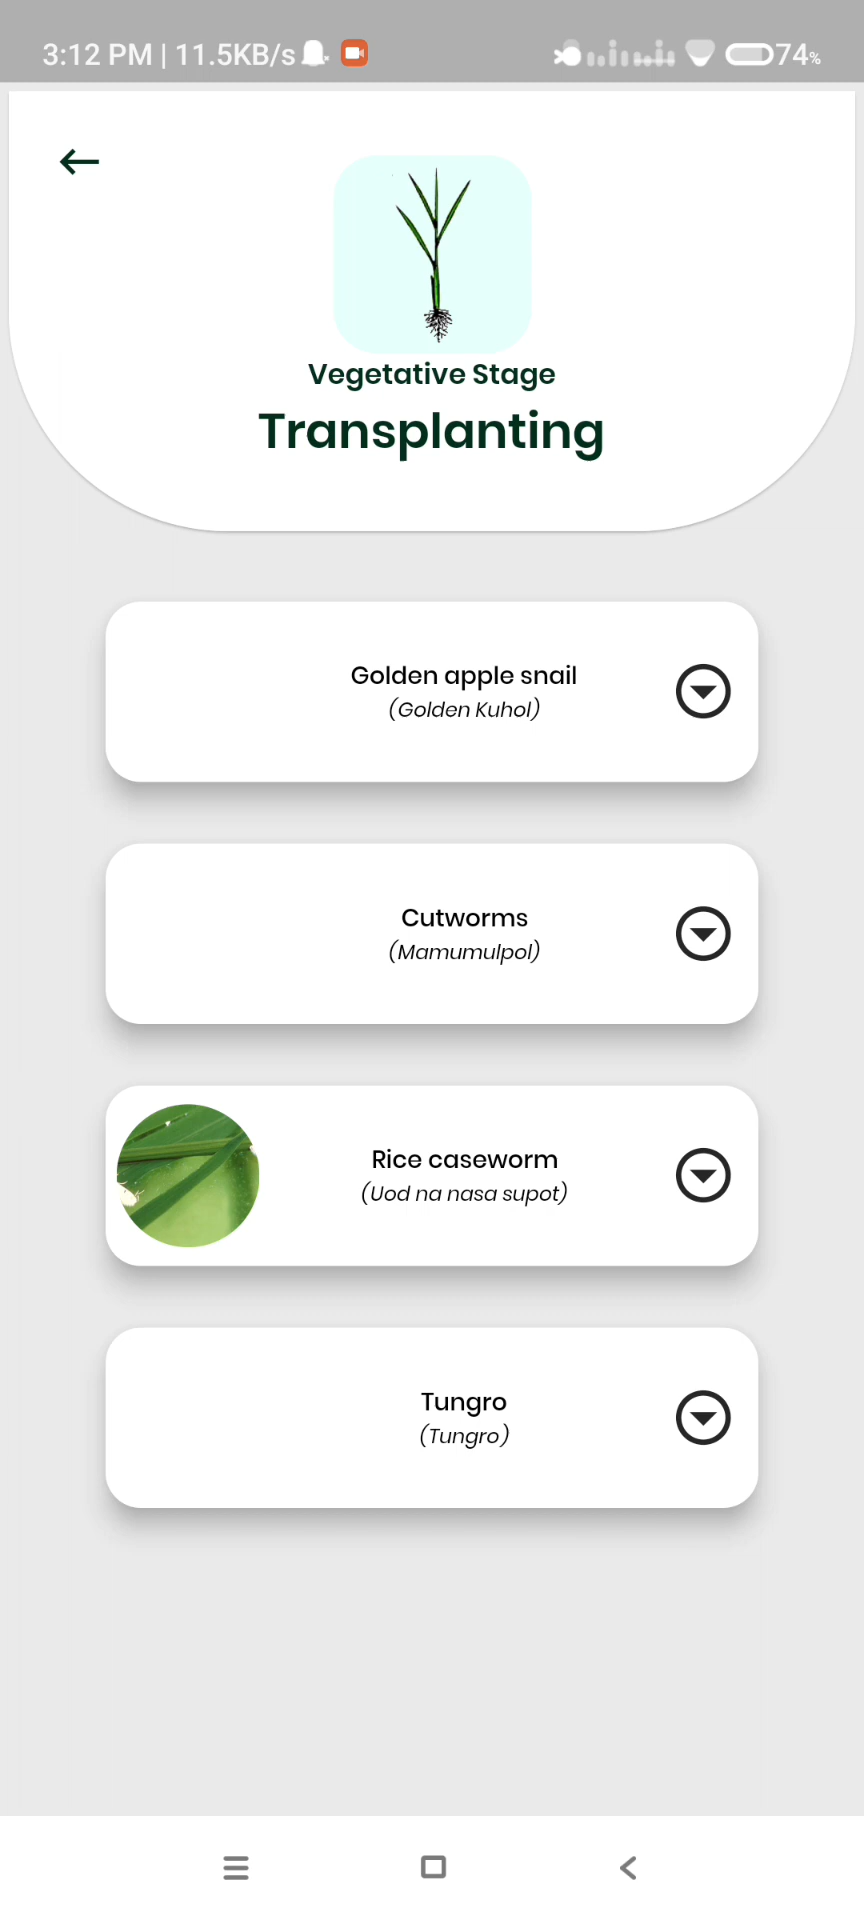 3:12 PM | 11.5KB/s
74%
Vegetative Stage
Transplanting
Golden apple snail
(Golden Kuhol)
Cutworms
(Mamumulpol)
Rice caseworm
(Uod na nasa supot)
Tungro
(Tungro)